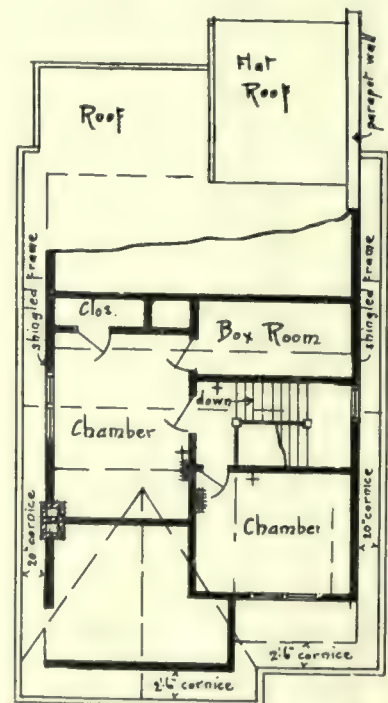 Flat
Roof
Roof
parapet wall
shingled frame
shingled frame
Clos.
Box Room
down
Chamber
Chamber
20" cornice
20" cornice
2'6" cornice
2'6" cornice